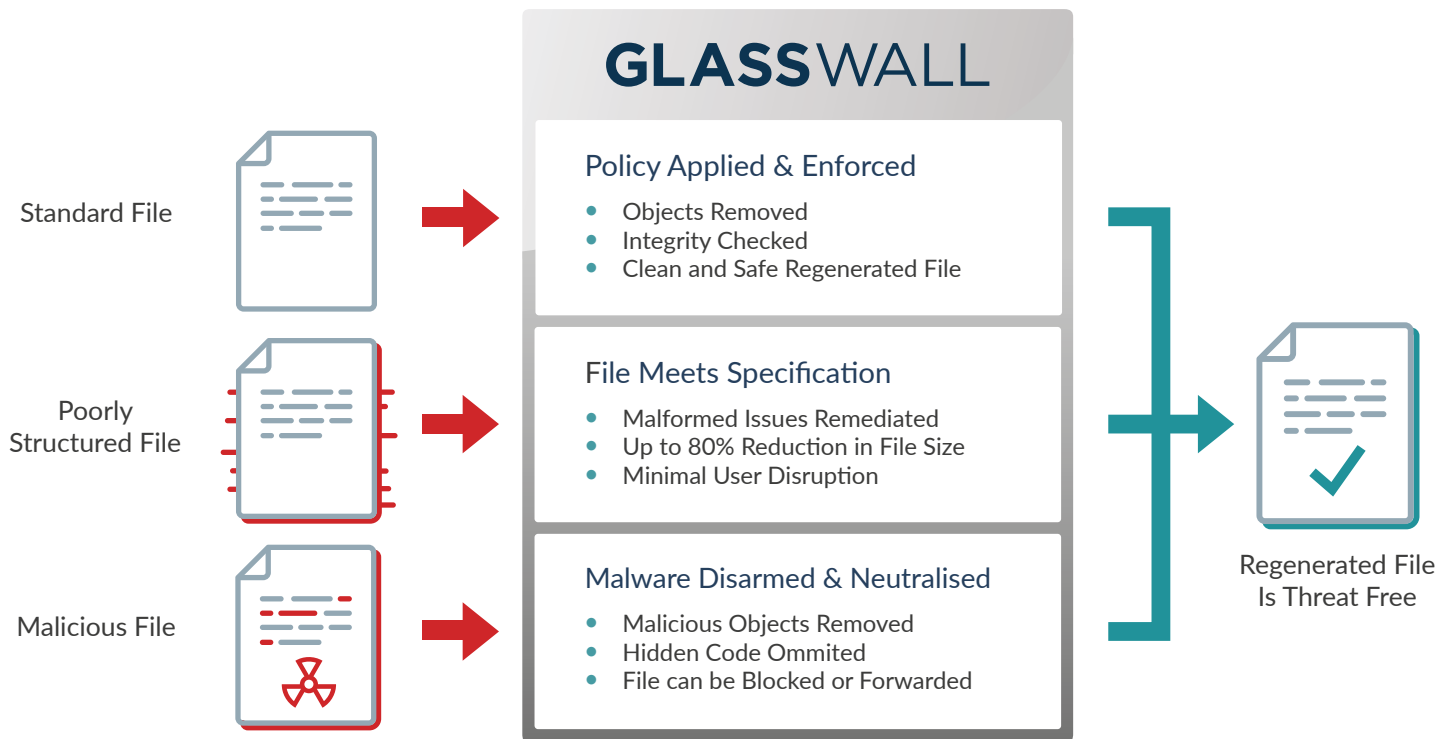 GLASSWALL
Standard File
Policy Applied & Enforced
Objects Removed
Integrity Checked
Clean and Safe Regenerated File
Poorly
Structured File
File Meets Specification
Malformed Issues Remediated
Up to 80% Reduction in File Size
Minimal User Disruption
Malicious File
Malware Disarmed & Neutralised
Malicious Objects Removed
Hidden Code Ommited
File can be Blocked or Forwarded
Regenerated File
Is Threat Free